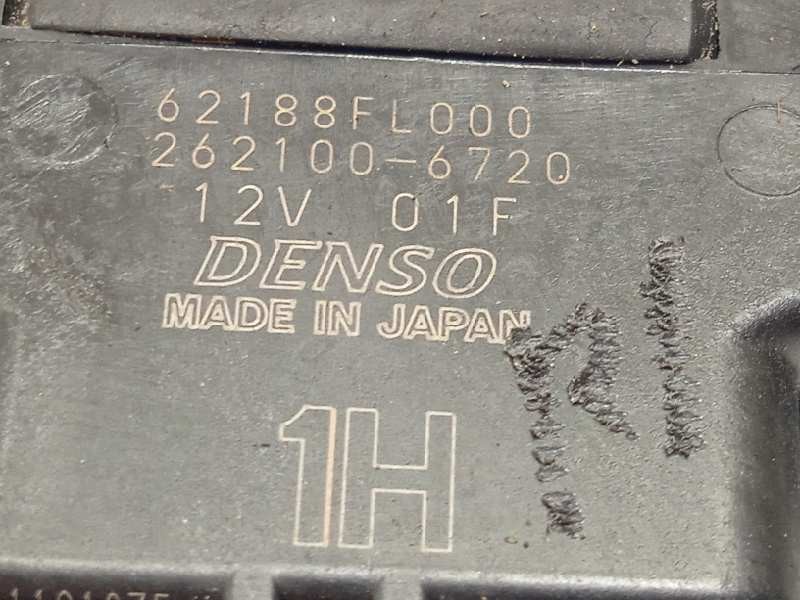 62188FL000
262100-6720
12V 01F
DENSO
MADE IN JAPAN
1H